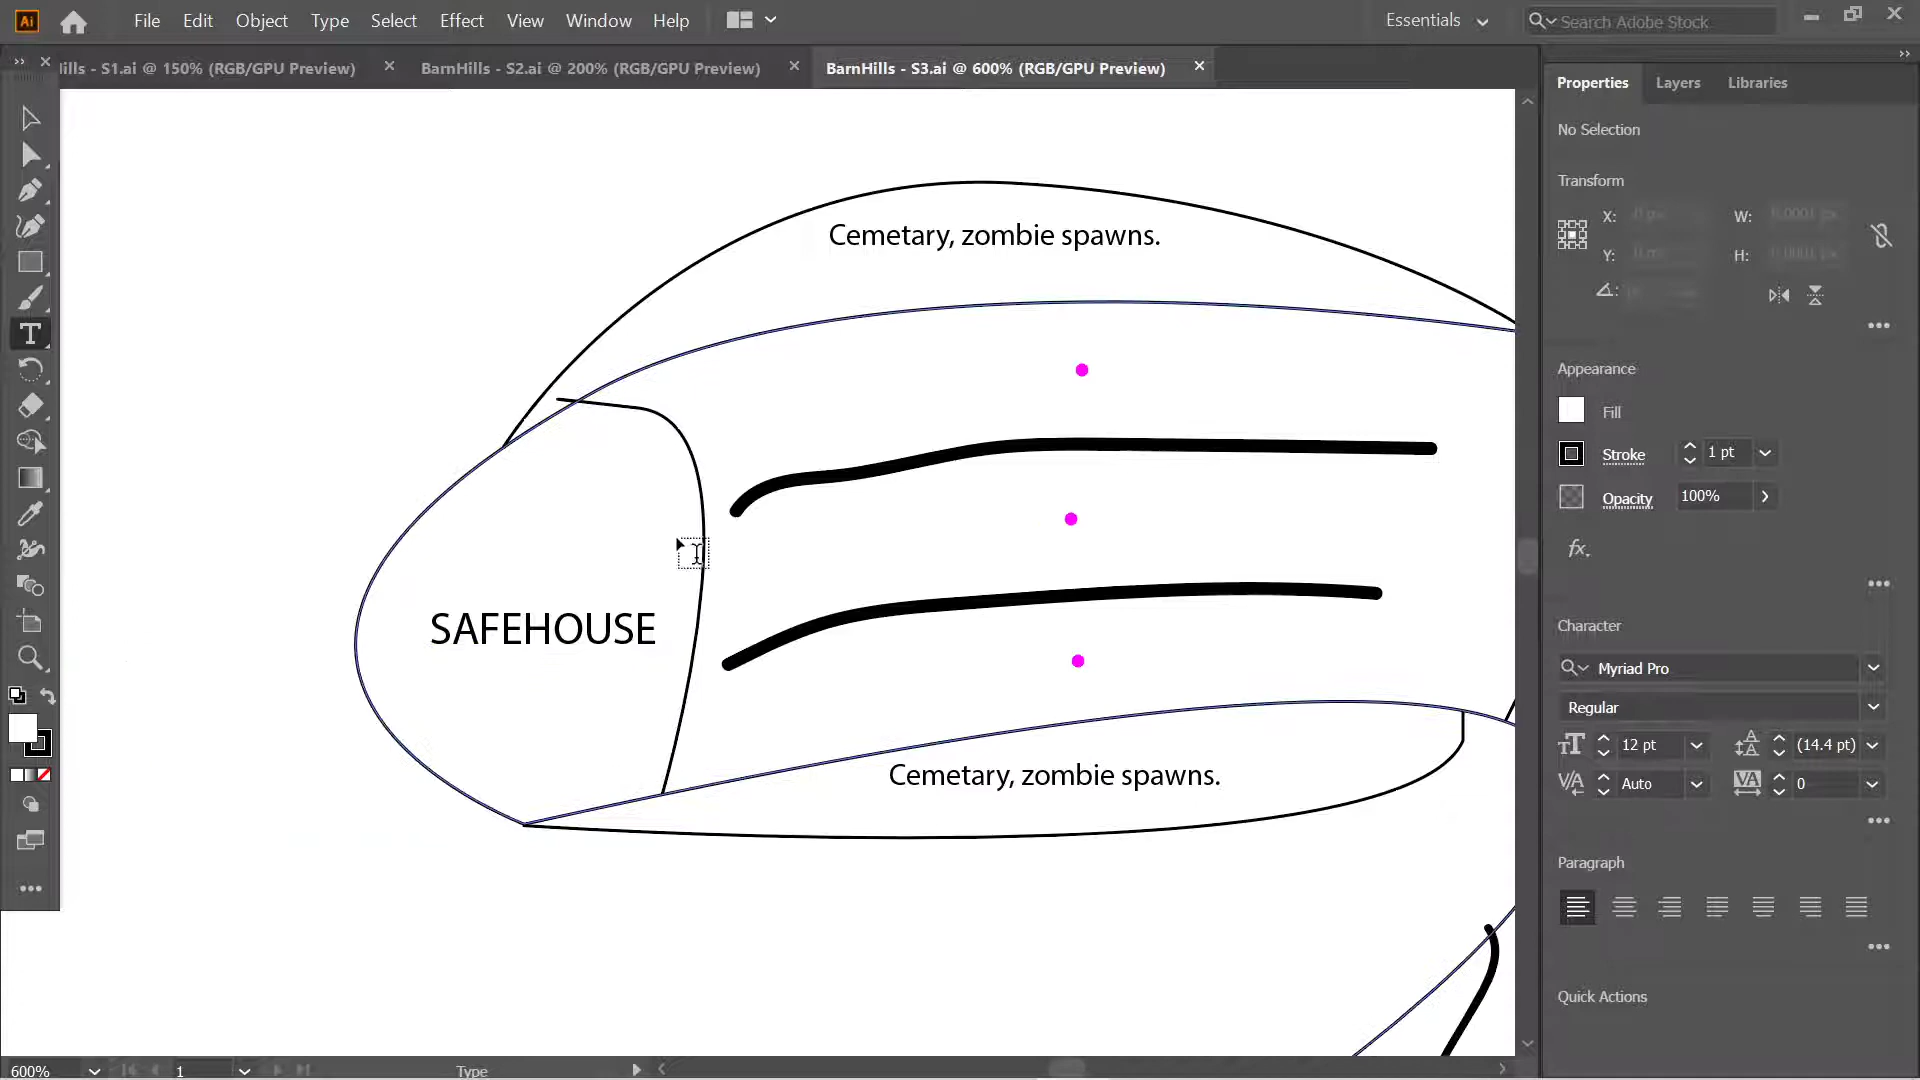 Ai
File Edit Object Type Select Effect View Window Help
Essentials
Search Adobe Stock
ills - S1.ai @ 150% (RGB/GPU Preview)
BarnHills - S2.ai @ 200% (RGB/GPU Preview)
BarnHills - S3.ai @ 600% (RGB/GPU Preview)
Properties Layers Libraries
No Selection
Transform
X: W:
Y: H:
Appearance
Fill
Stroke 1 pt
Opacity 100%
fx.
Character
Myriad Pro
Regular
12 pt (14.4 pt)
Auto 0
Paragraph
Quick Actions
Cemetary, zombie spawns.
SAFEHOUSE
Cemetary, zombie spawns.
600% 1 Type